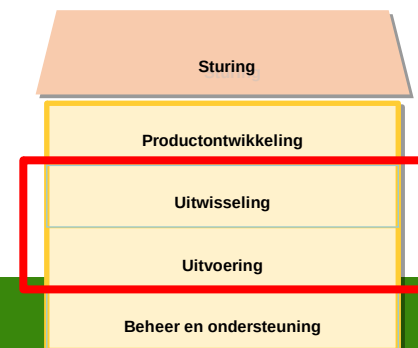 Sturing
Productontwikkeling
Uitwisseling
Uitvoering
Beheer en ondersteuning